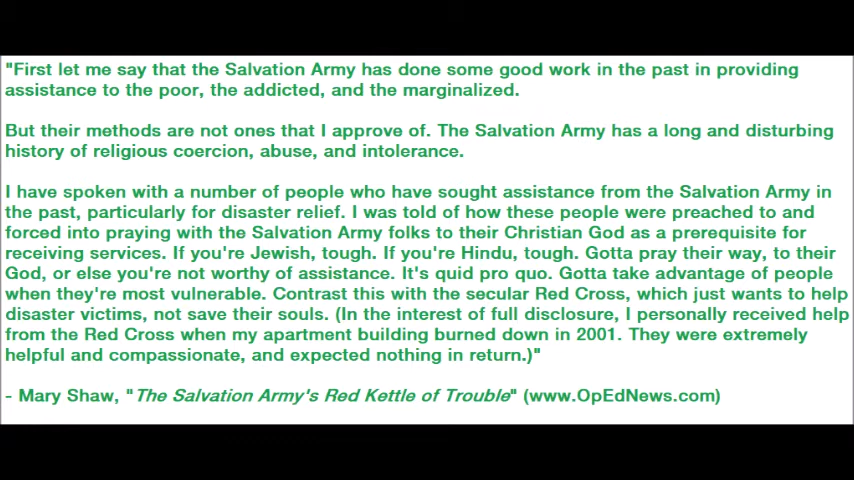 "First let me say that the Salvation Army has done some good work in the past in providing
assistance to the poor, the addicted, and the marginalized.
But their methods are not ones that I approve of. The Salvation Army has a long and disturbing
history of religious coercion, abuse, and intolerance.
I have spoken with a number of people who have sought assistance from the Salvation Army in
the past, particularly for disaster relief. I was told of how these people were preached to and
forced into praying with the Salvation Army folks to their Christian God as a prerequisite for
receiving services. If you're Jewish, tough. If you're Hindu, tough. Gotta pray their way, to their
God, or else you're not worthy of assistance. It's quid pro quo. Gotta take advantage of people
when they're most vulnerable. Contrast this with the secular Red Cross, which just wants to help
disaster victims, not save their souls. (In the interest of full disclosure, I personally received help
from the Red Cross when my apartment building burned down in 2001. They were extremely
helpful and compassionate, and expected nothing in return.)"
- Mary Shaw, "The Salvation Army's Red Kettle of Trouble" (www.OpEdNews.com)